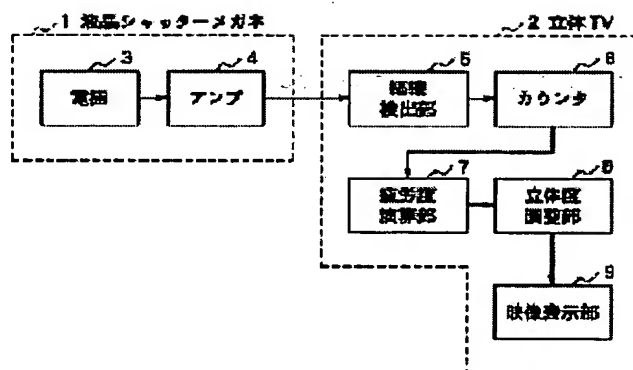 1 液晶シャッターメガネ
2 立体TV
3
4
5
6
電極
アンプ
輻輳
検出部
カウンタ
7
8
疲労度
演算部
立体度
調整部
9
映像表示部